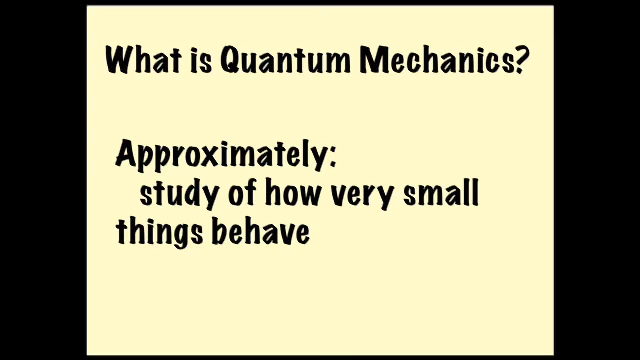 What is Quantum Mechanics?
Approximately:
study of how very small
things behave